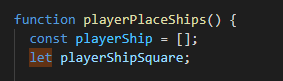 function playerPlaceShips() {
const playerShip = [];
let playerShipSquare;